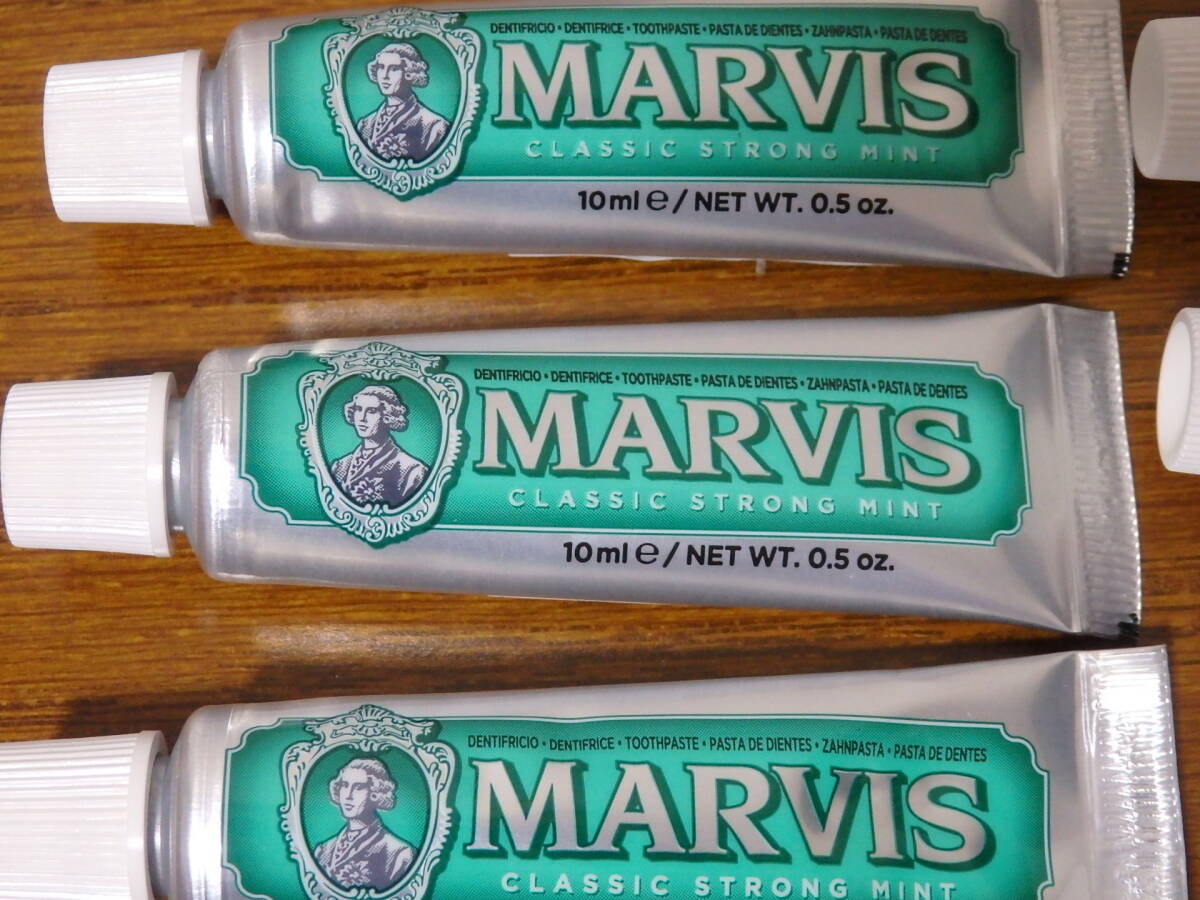 DENTIFRICIO • DENTIFRICE • TOOTHPASTE • PASTA DE DIENTES • ZAHNPASTA • PASTA DE DENTES
MARVIS
CLASSIC STRONG MINT
10 ml ℮ / NET WT. 0.5 oz.
DENTIFRICIO • DENTIFRICE • TOOTHPASTE • PASTA DE DIENTES • ZAHNPASTA • PASTA DE DENTES
MARVIS
CLASSIC STRONG MINT
10 ml ℮ / NET WT. 0.5 oz.
DENTIFRICIO • DENTIFRICE • TOOTHPASTE • PASTA DE DIENTES • ZAHNPASTA • PASTA DE DENTES
MARVIS
CLASSIC STRONG MINT